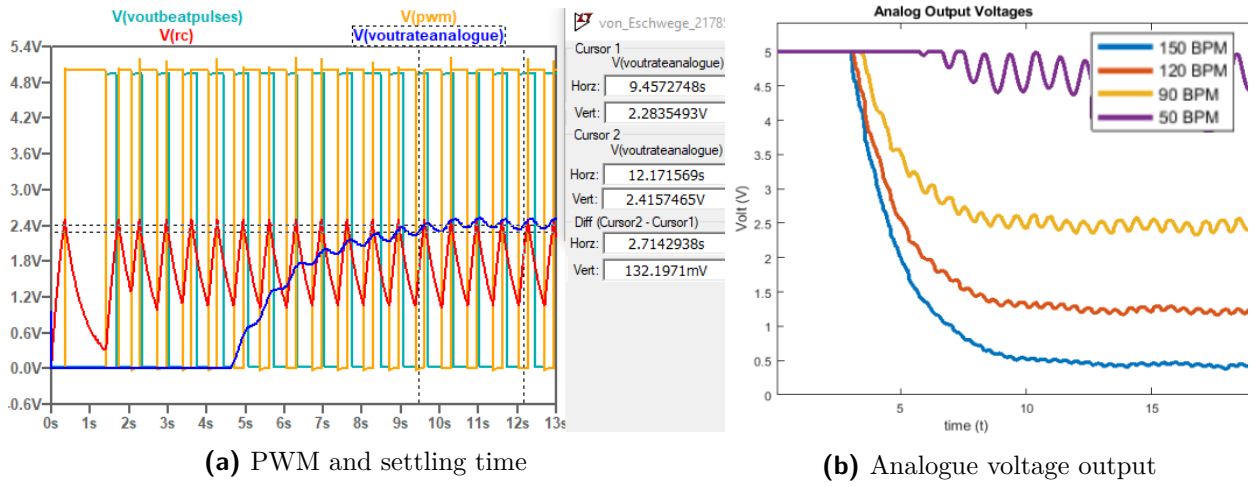 V(voutbeatpulses) V(pwm)
V(rc) V(voutrateanalogue)
5.4V
4.8V
4.2V
3.6V
3.0V
2.4V
1.8V
1.2V
0.6V
0.0V
-0.6V
0s 1s 2s 3s 4s 5s 6s 7s 8s 9s 10s 11s 12s 13s
von_Eschwege_21785
Cursor 1
V(voutrateanalogue)
Horz: 9.4572748s
Vert: 2.2835493V
Cursor 2
V(voutrateanalogue)
Horz: 12.171569s
Vert: 2.4157465V
Diff (Cursor2 - Cursor1)
Horz: 2.7142938s
Vert: 132.1971mV
(a) PWM and settling time
Analog Output Voltages
150 BPM
120 BPM
90 BPM
50 BPM
5
4.5
4
3.5
3
2.5
2
1.5
1
0.5
0
Volt (V)
5 10 15
time (t)
(b) Analogue voltage output